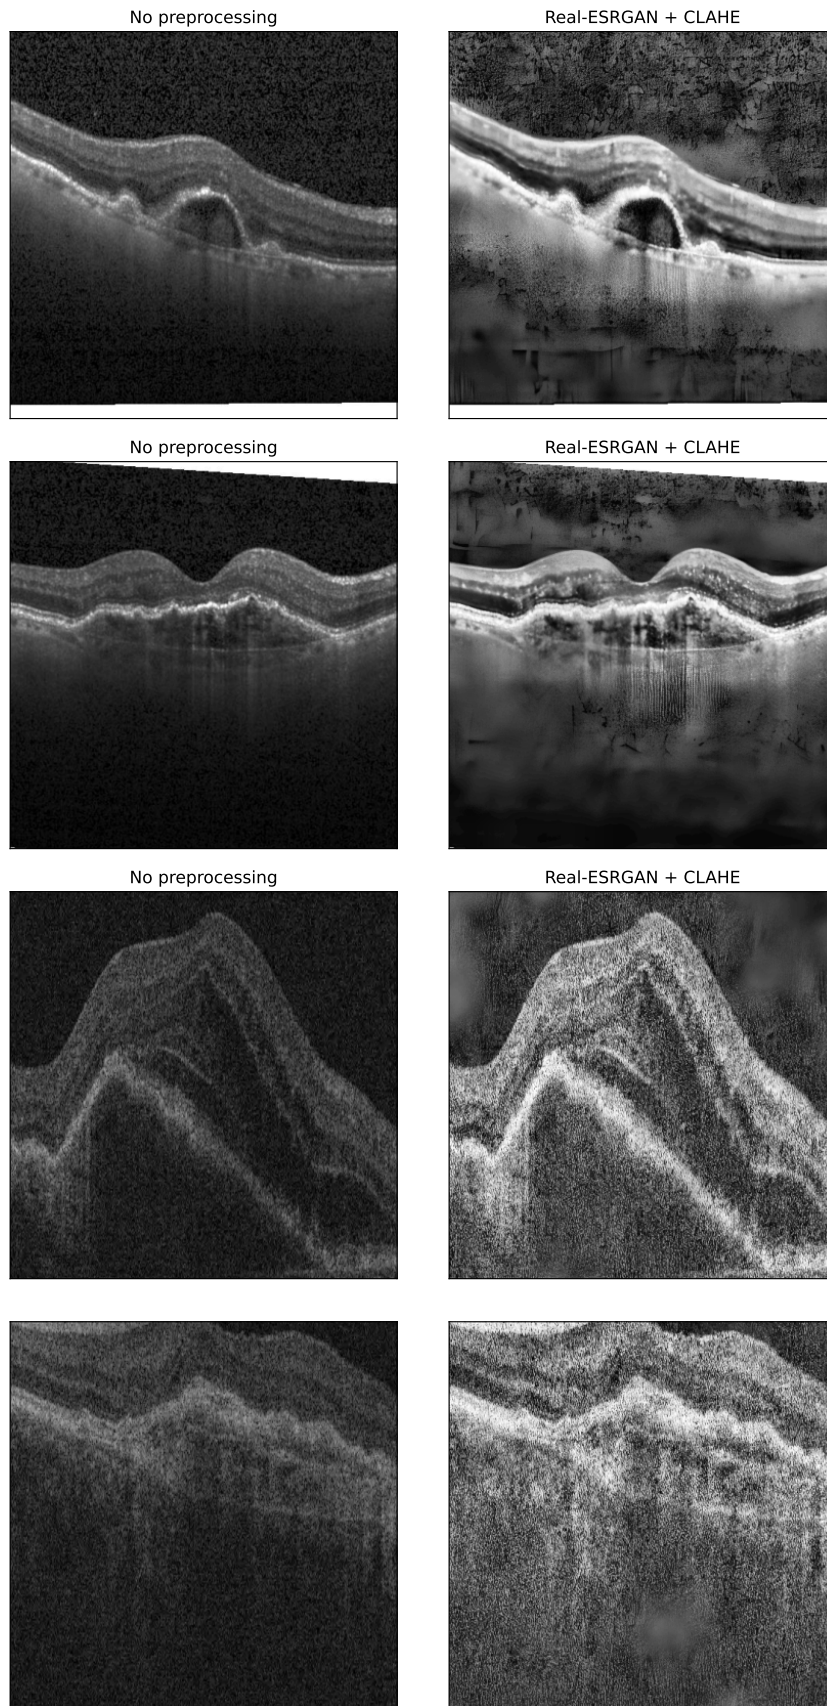 No preprocessing
Real-ESRGAN + CLAHE
No preprocessing
Real-ESRGAN + CLAHE
No preprocessing
Real-ESRGAN + CLAHE